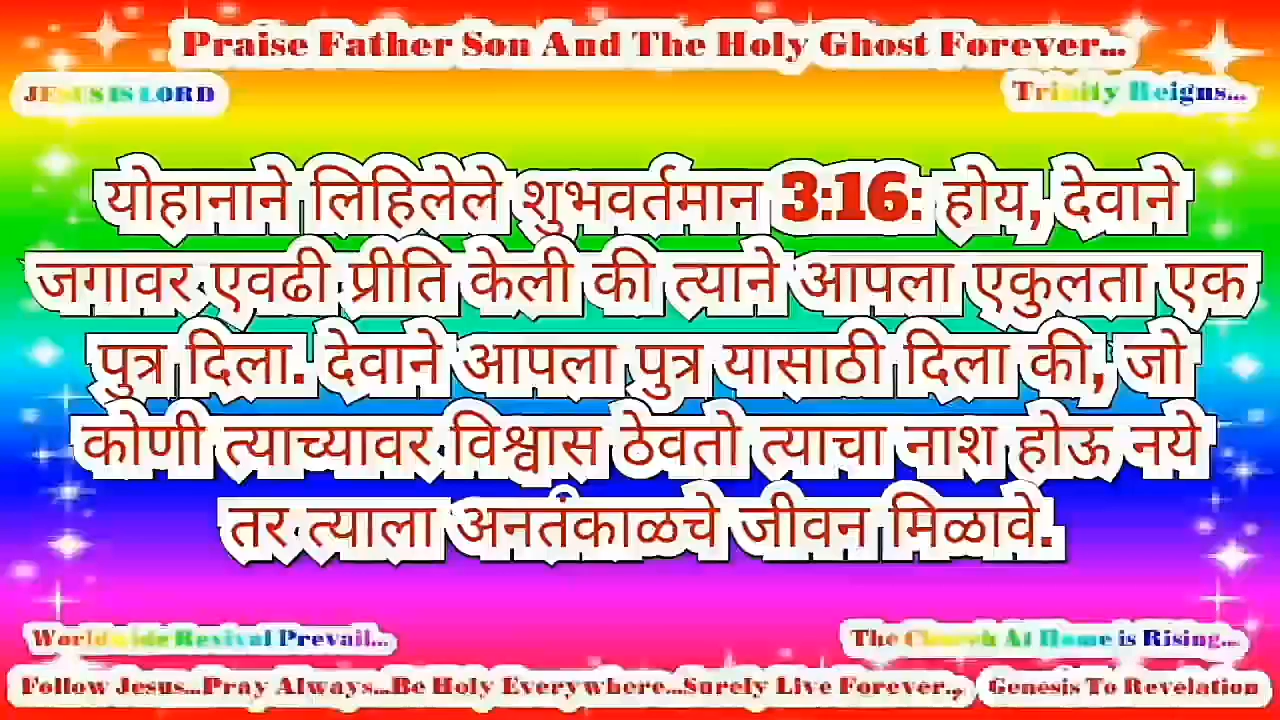 Praise Father Son And The Holy Ghost Forever...
JESUS IS LORD
Trinity Reigns...
योहानाने लिहिलेले शुभवर्तमान 3:16: होय, देवाने
जगावर एवढी प्रीति केली की त्याने आपला एकुलता एक
पुत्र दिला. देवाने आपला पुत्र यासाठी दिला की, जो
कोणी त्याच्यावर विश्वास ठेवतो त्याचा नाश होऊ नये
तर त्याला अनतंकाळचे जीवन मिळावे.
Worldwide Revival Prevail...
The Church At Home is Rising...
Follow Jesus...Pray Always...Be Holy Everywhere...Surely Live Forever..,
Genesis To Revelation